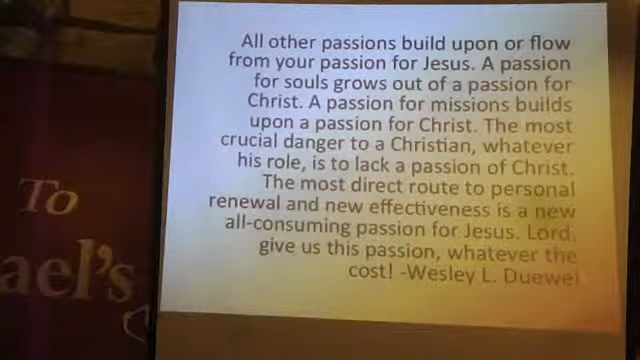 All other passions build upon or flow
from your passion for Jesus. A passion
for souls grows out of a passion for
Christ. A passion for missions builds
upon a passion for Christ. The most
crucial danger to a Christian, whatever
his role, is to lack a passion of Christ.
The most direct route to personal
renewal and new effectiveness is a new
all-consuming passion for Jesus. Lord,
give us this passion, whatever the
cost! -Wesley L. Duewel
To
ael's